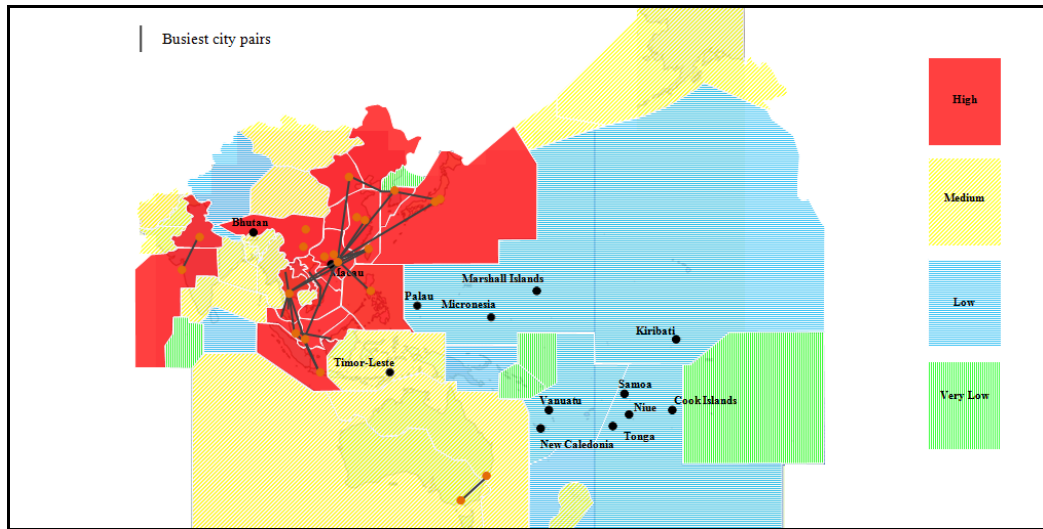 Busiest city pairs
High
Medium
Bhutan
Macau
Marshall Islands
Palau
Micronesia
Low
Kiribati
Timor-Leste
Samoa
Very Low
Vanuatu
Niue
Cook Islands
New Caledonia
Tonga